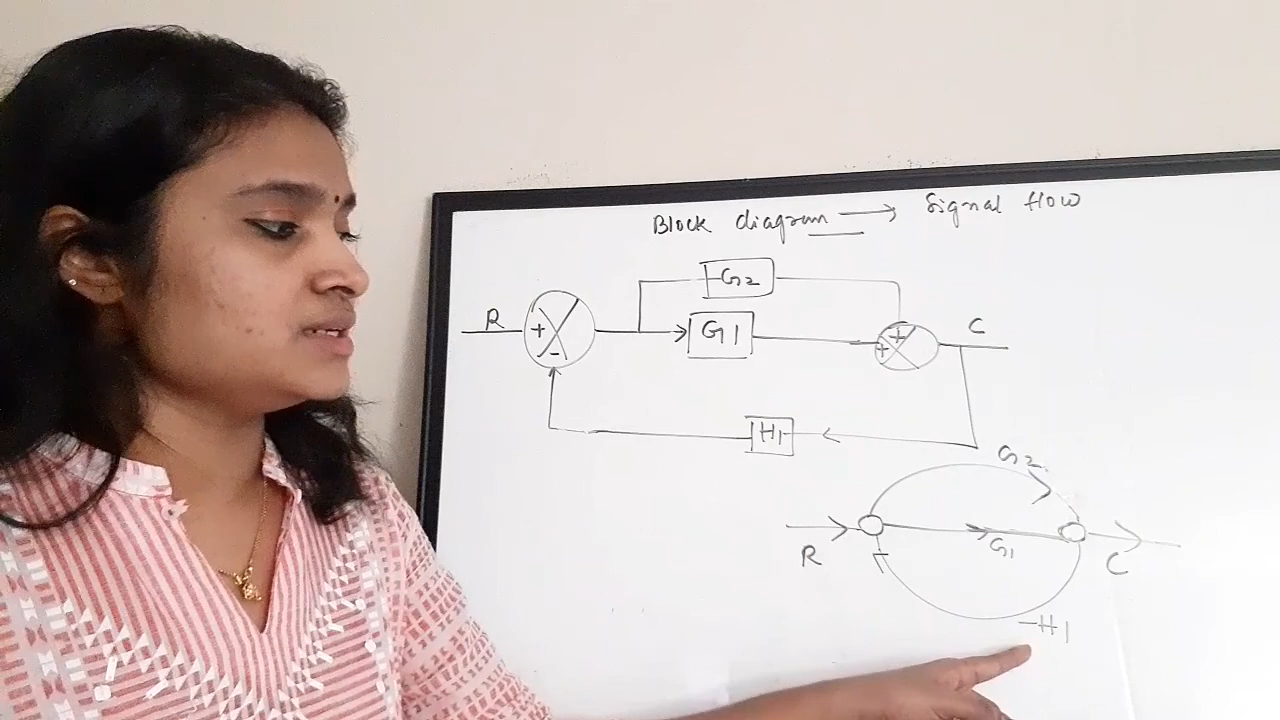 Block diagram → Signal flow
G2
R + - G1 + + C
H1
G2
R G1 C
-H1